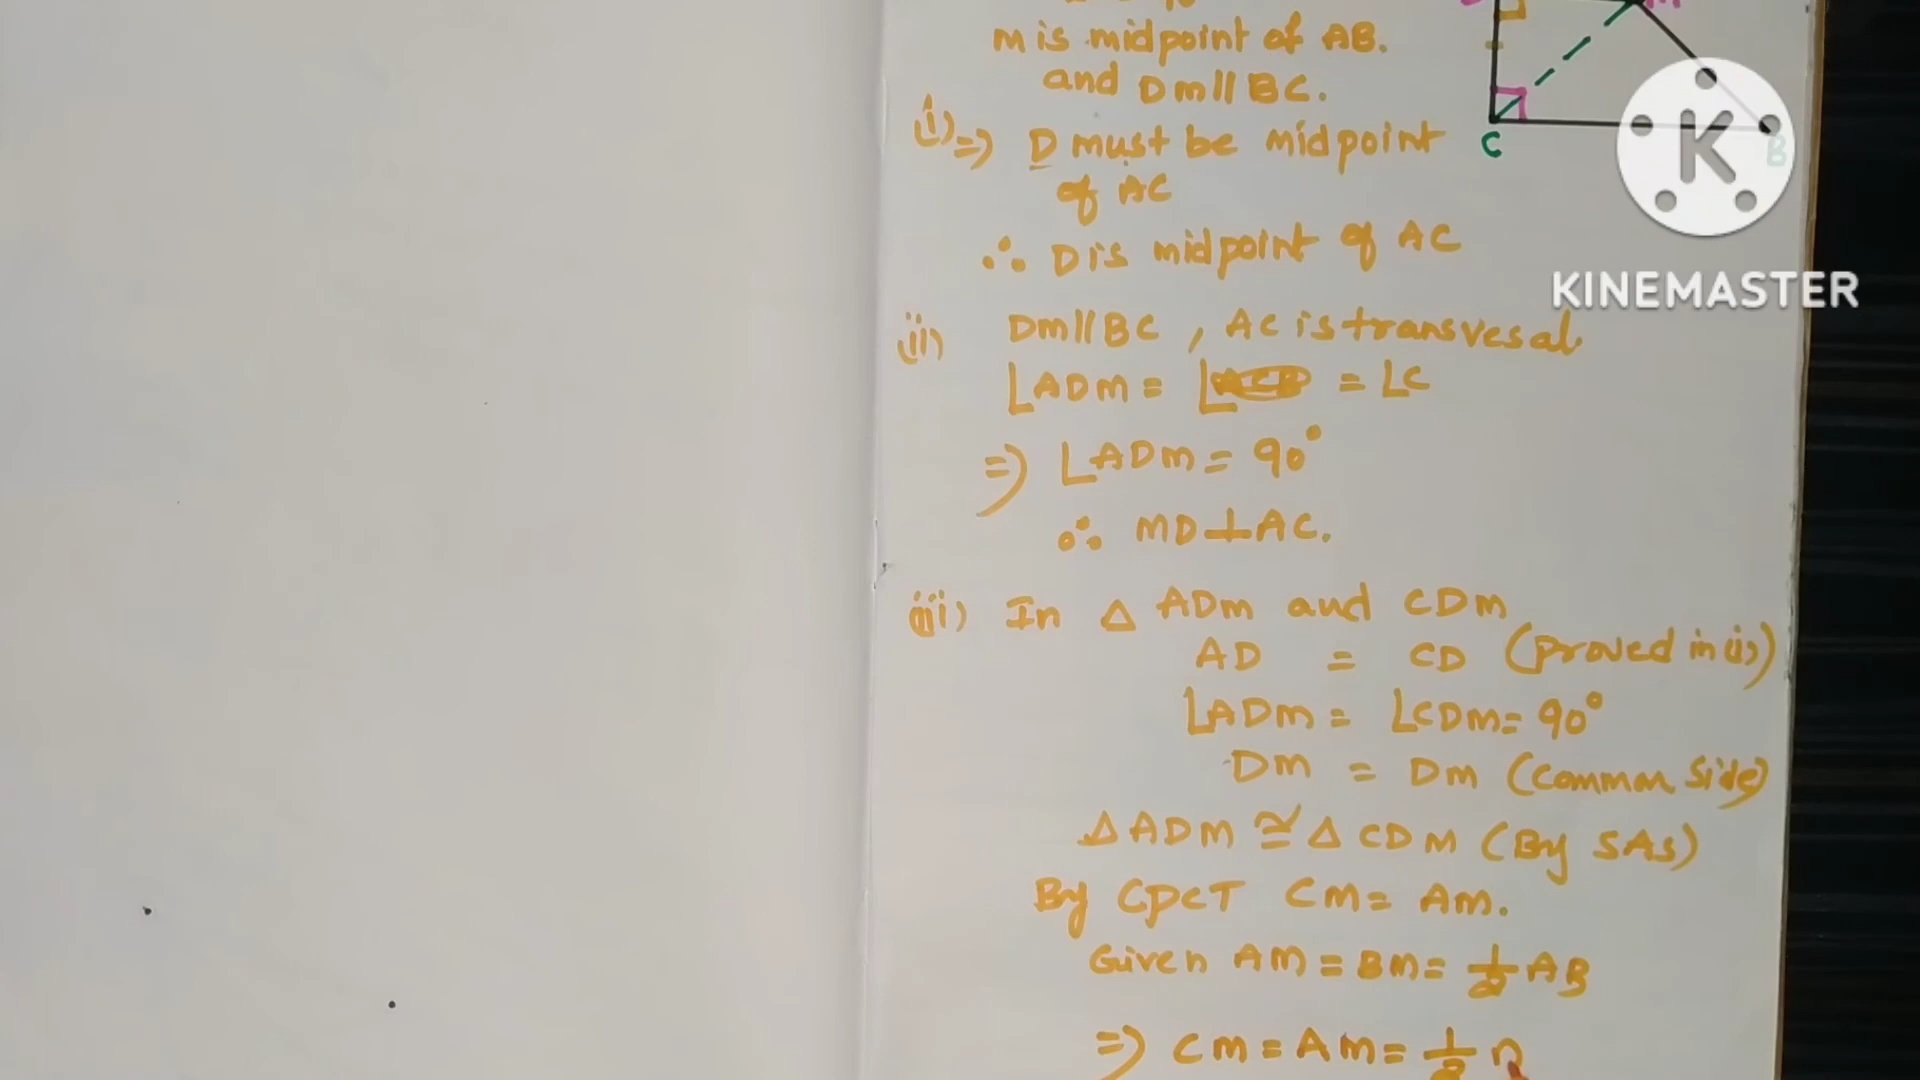 M is midpoint of AB.
and DM || BC.
(i) ⇒ D must be midpoint
of AC
∴ D is midpoint of AC
C
B
KINEMASTER
(ii) DM || BC , AC is transvesal.
∠ADM = ∠ = ∠C
⇒ ∠ADM = 90°
∴ MD ⊥ AC.
(iii) In △ ADM and CDM
AD = CD (Proved in (i))
∠ADM = ∠CDM = 90°
DM = DM (Common Side)
△ADM ≅ △CDM (By SAS)
By CPCT CM = AM.
Given AM = BM = 1/2 AB
⇒ CM = AM = 1/2